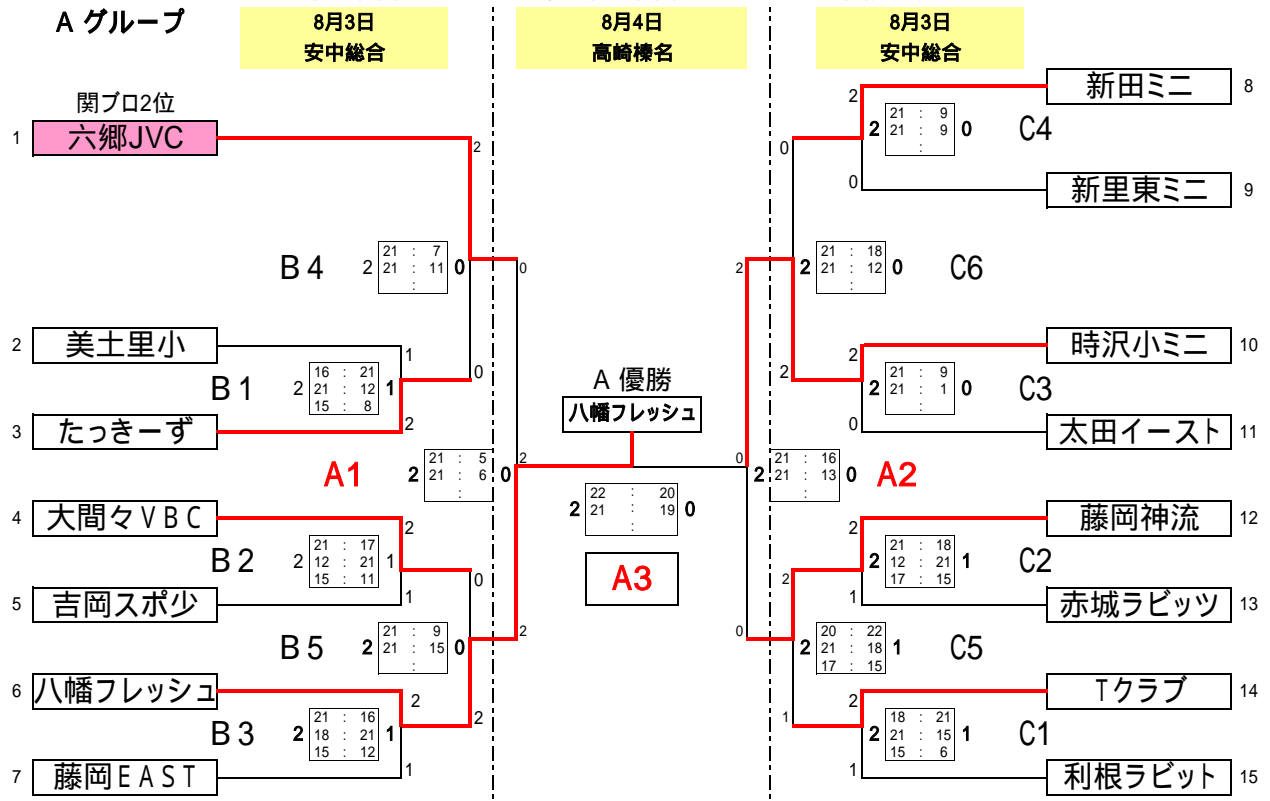 A グループ
8月3日
安中総合
8月4日
高崎榛名
8月3日
安中総合
関ブロ2位
1 六郷JVC
2
B 4
2
21 : 7
21 : 11
:
0
0
2 美土里小
1
B 1
2
16 : 21
21 : 12
15 : 8
1
0
3 たっきーず
2
A1
2
21 : 5
21 : 6
:
0
2
4 大間々VBC
2
B 2
2
21 : 17
12 : 21
15 : 11
1
0
5 吉岡スポ少
1
B 5
2
21 : 9
21 : 15
:
0
2
6 八幡フレッシュ
2
B 3
2
21 : 16
18 : 21
15 : 12
1
2
7 藤岡EAST
1
A 優勝
八幡フレッシュ
2
22 : 20
21 : 19
:
0
A3
新田ミニ 8
2
2
21 : 9
21 : 9
:
0
C4
0
0
新里東ミニ 9
2
2
21 : 18
21 : 12
:
0
C6
時沢小ミニ 10
2
2
2
21 : 9
21 : 1
:
0
C3
0
太田イースト 11
0
2
21 : 16
21 : 13
:
0
A2
藤岡神流 12
2
2
21 : 18
12 : 21
17 : 15
1
C2
2
1
赤城ラビッツ 13
0
2
20 : 22
21 : 18
17 : 15
1
C5
Tクラブ 14
2
1
2
18 : 21
21 : 15
15 : 6
1
C1
1
利根ラビット 15